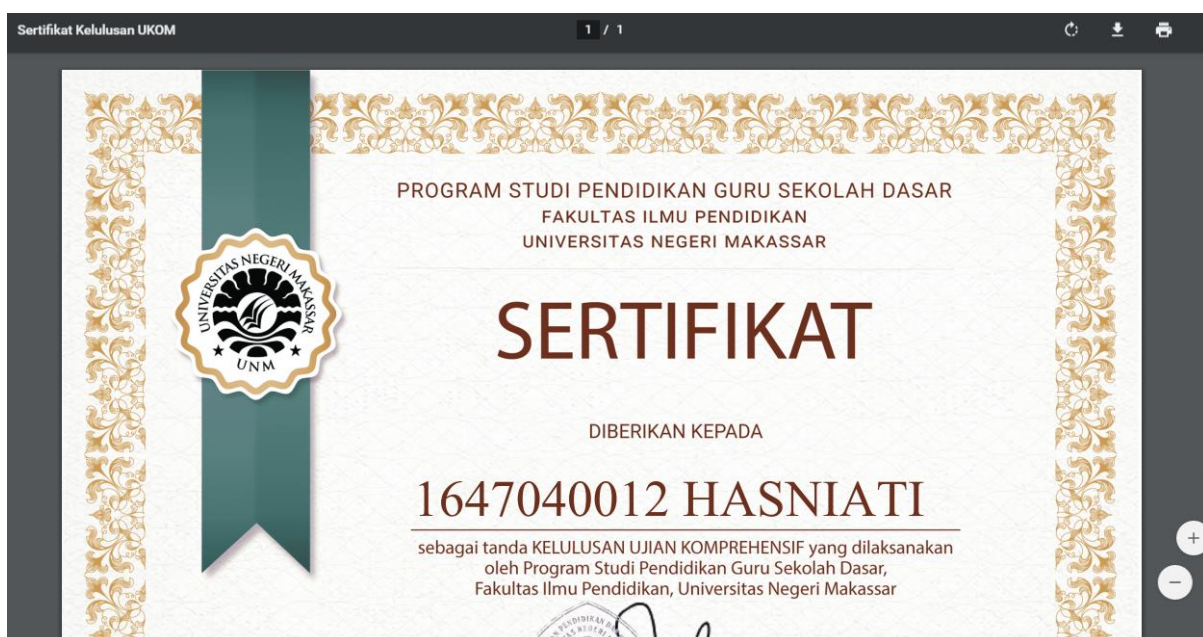 Sertifikat Kelulusan UKOM
1 / 1
PROGRAM STUDI PENDIDIKAN GURU SEKOLAH DASAR
FAKULTAS ILMU PENDIDIKAN
UNIVERSITAS NEGERI MAKASSAR
UNIVERSITAS NEGERI MAKASSAR
UNM
SERTIFIKAT
DIBERIKAN KEPADA
1647040012 HASNIATI
sebagai tanda KELULUSAN UJIAN KOMPREHENSIF yang dilaksanakan
oleh Program Studi Pendidikan Guru Sekolah Dasar,
Fakultas Ilmu Pendidikan, Universitas Negeri Makassar